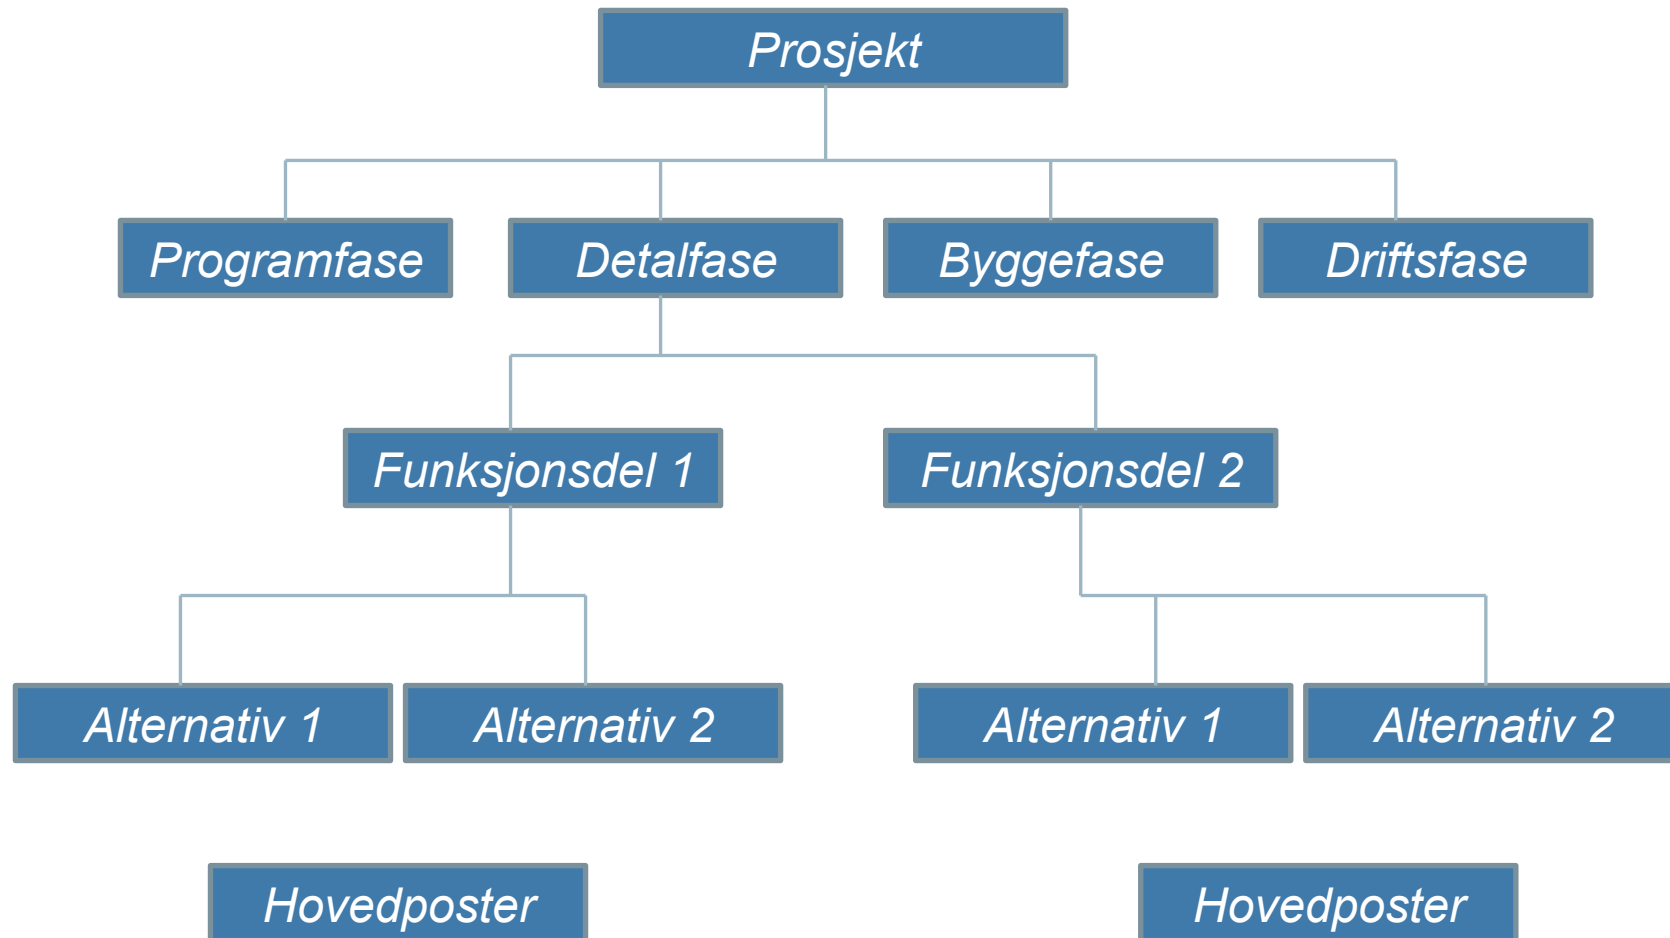 Prosjekt
Programfase
Detalfase
Byggefase
Driftsfase
Funksjonsdel 1
Funksjonsdel 2
Alternativ 1
Alternativ 2
Alternativ 1
Alternativ 2
Hovedposter
Hovedposter